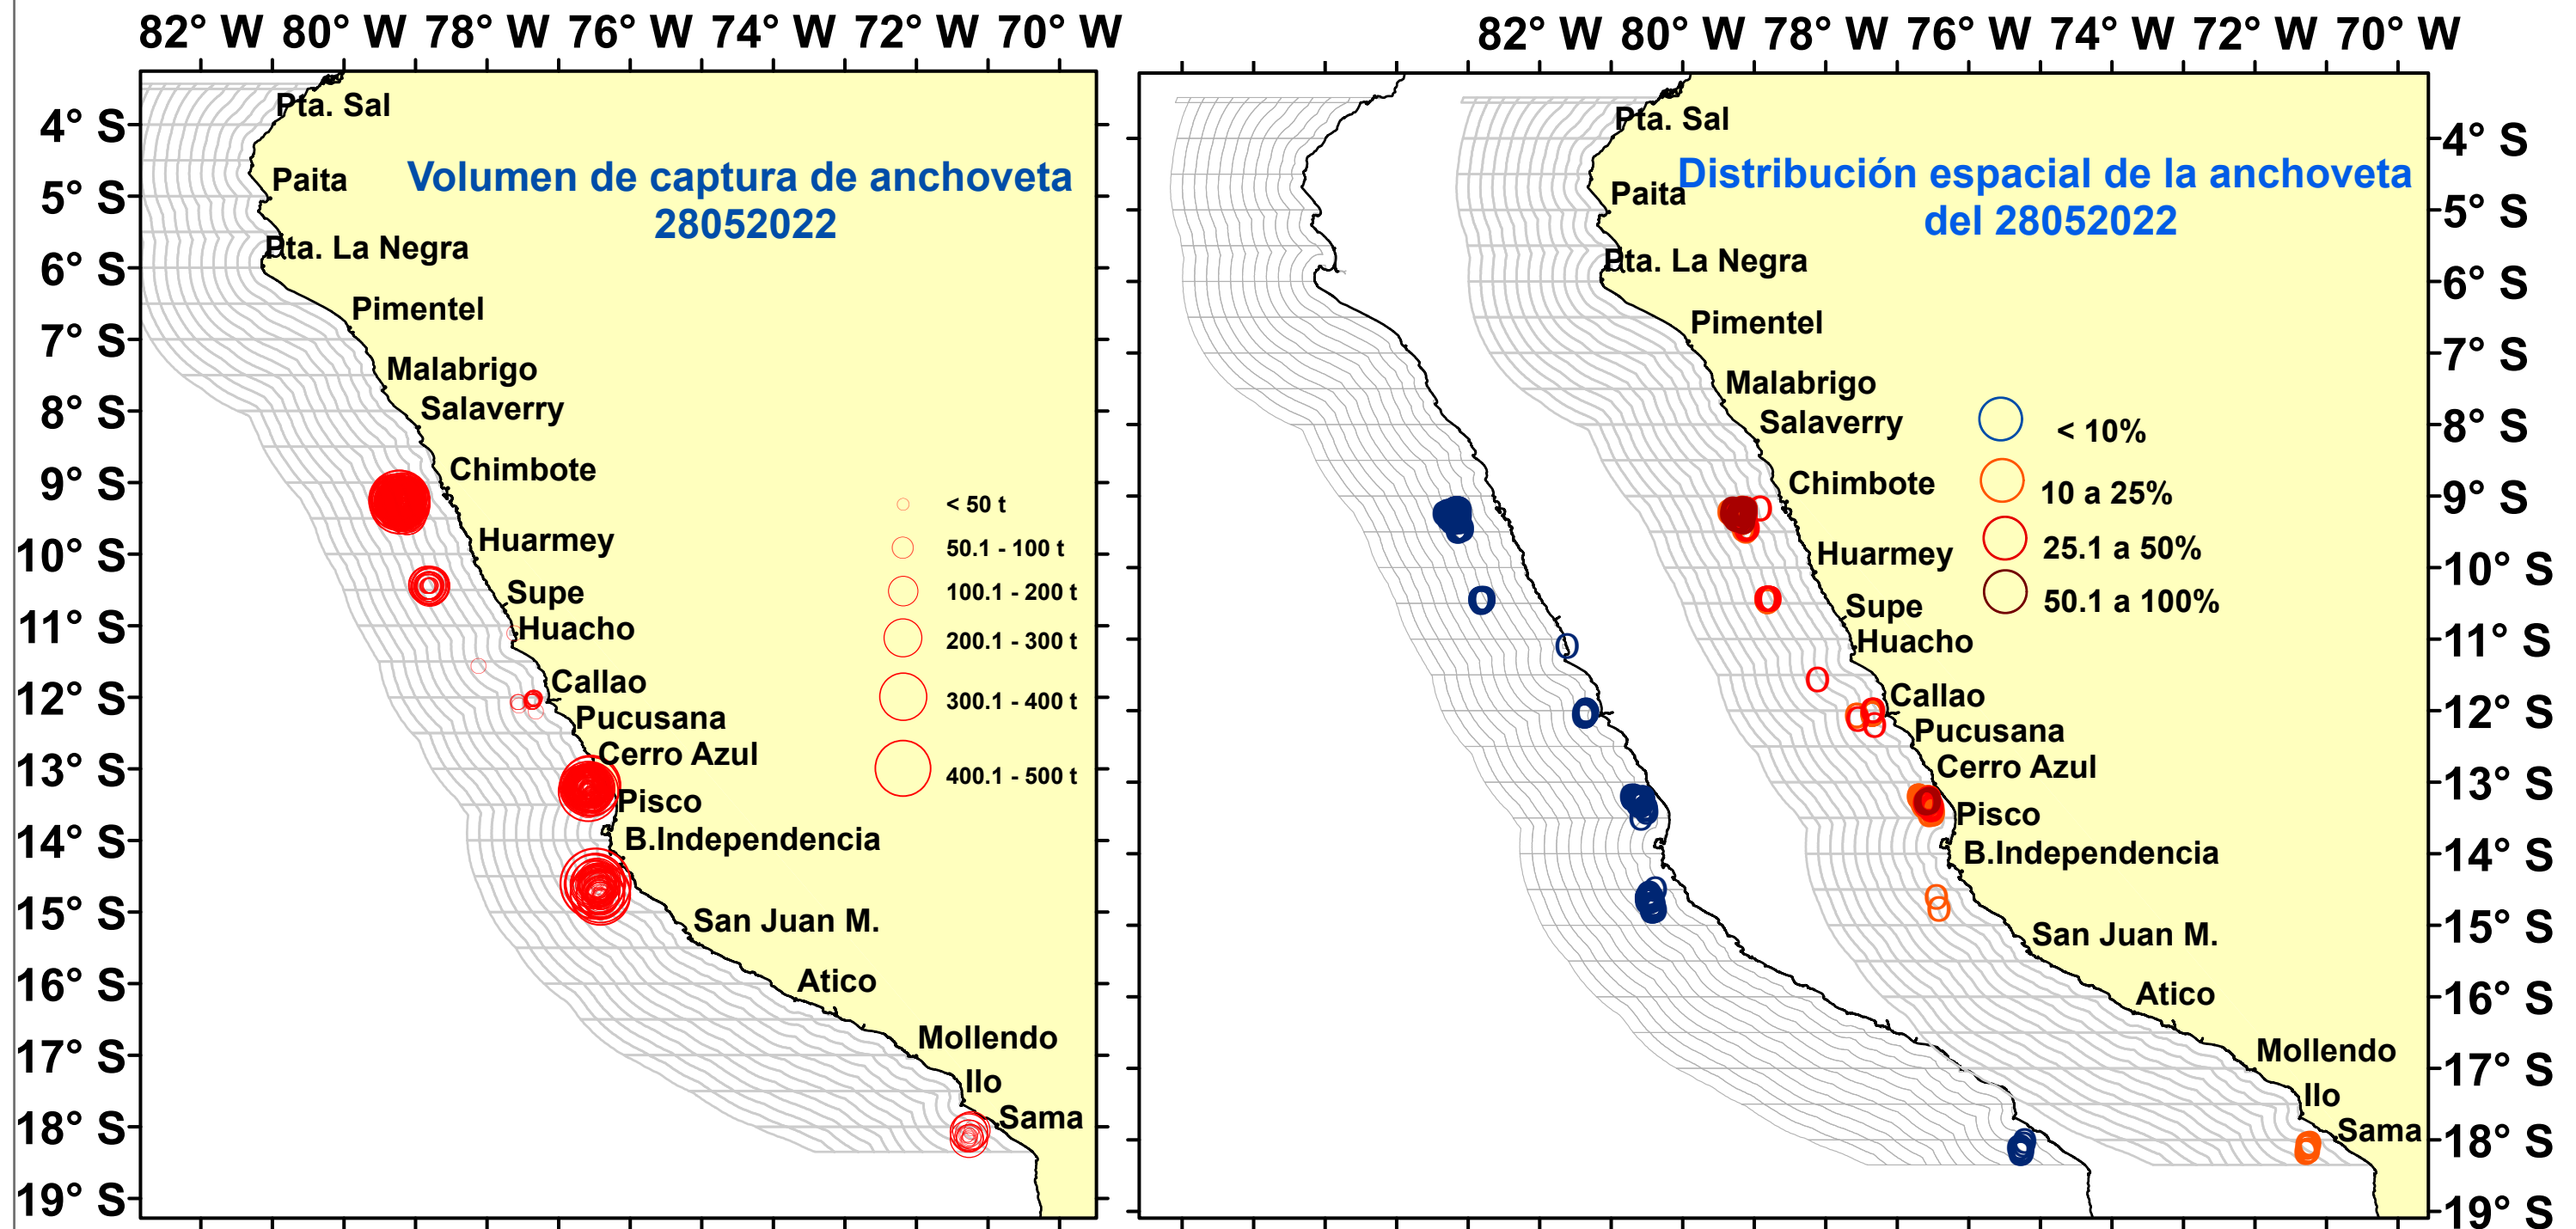 82° W 80° W 78° W 76° W 74° W 72° W 70° W
4° S
5° S
6° S
7° S
8° S
9° S
10° S
11° S
12° S
13° S
14° S
15° S
16° S
17° S
18° S
19° S
Volumen de captura de anchoveta
28052022
Pta. Sal
Paita
Pta. La Negra
Pimentel
Malabrigo
Salaverry
Chimbote
Huarmey
Supe
Huacho
Callao
Pucusana
Cerro Azul
Pisco
B.Independencia
San Juan M.
Atico
Mollendo
Ilo
Sama
< 50 t
50.1 - 100 t
100.1 - 200 t
200.1 - 300 t
300.1 - 400 t
400.1 - 500 t
82° W 80° W 78° W 76° W 74° W 72° W 70° W
Distribución espacial de la anchoveta
del 28052022
Pta. Sal
Paita
Pta. La Negra
Pimentel
Malabrigo
Salaverry
Chimbote
Huarmey
Supe
Huacho
Callao
Pucusana
Cerro Azul
Pisco
B.Independencia
San Juan M.
Atico
Mollendo
Ilo
Sama
< 10%
10 a 25%
25.1 a 50%
50.1 a 100%
4° S
5° S
6° S
7° S
8° S
9° S
10° S
11° S
12° S
13° S
14° S
15° S
16° S
17° S
18° S
19° S